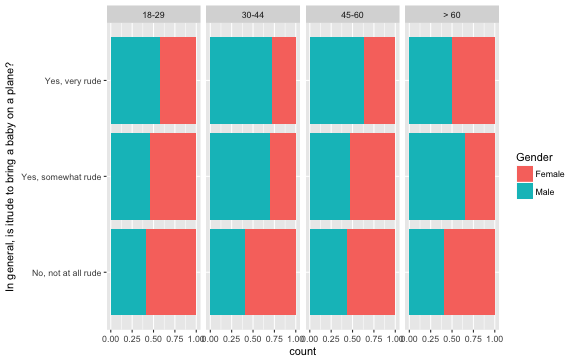 18-29 30-44 45-60 > 60
In general, is itrude to bring a baby on a plane?
Yes, very rude
Yes, somewhat rude
No, not at all rude
0.00 0.25 0.50 0.75 1.00 0.00 0.25 0.50 0.75 1.00 0.00 0.25 0.50 0.75 1.00 0.00 0.25 0.50 0.75 1.00
count
Gender
Female
Male